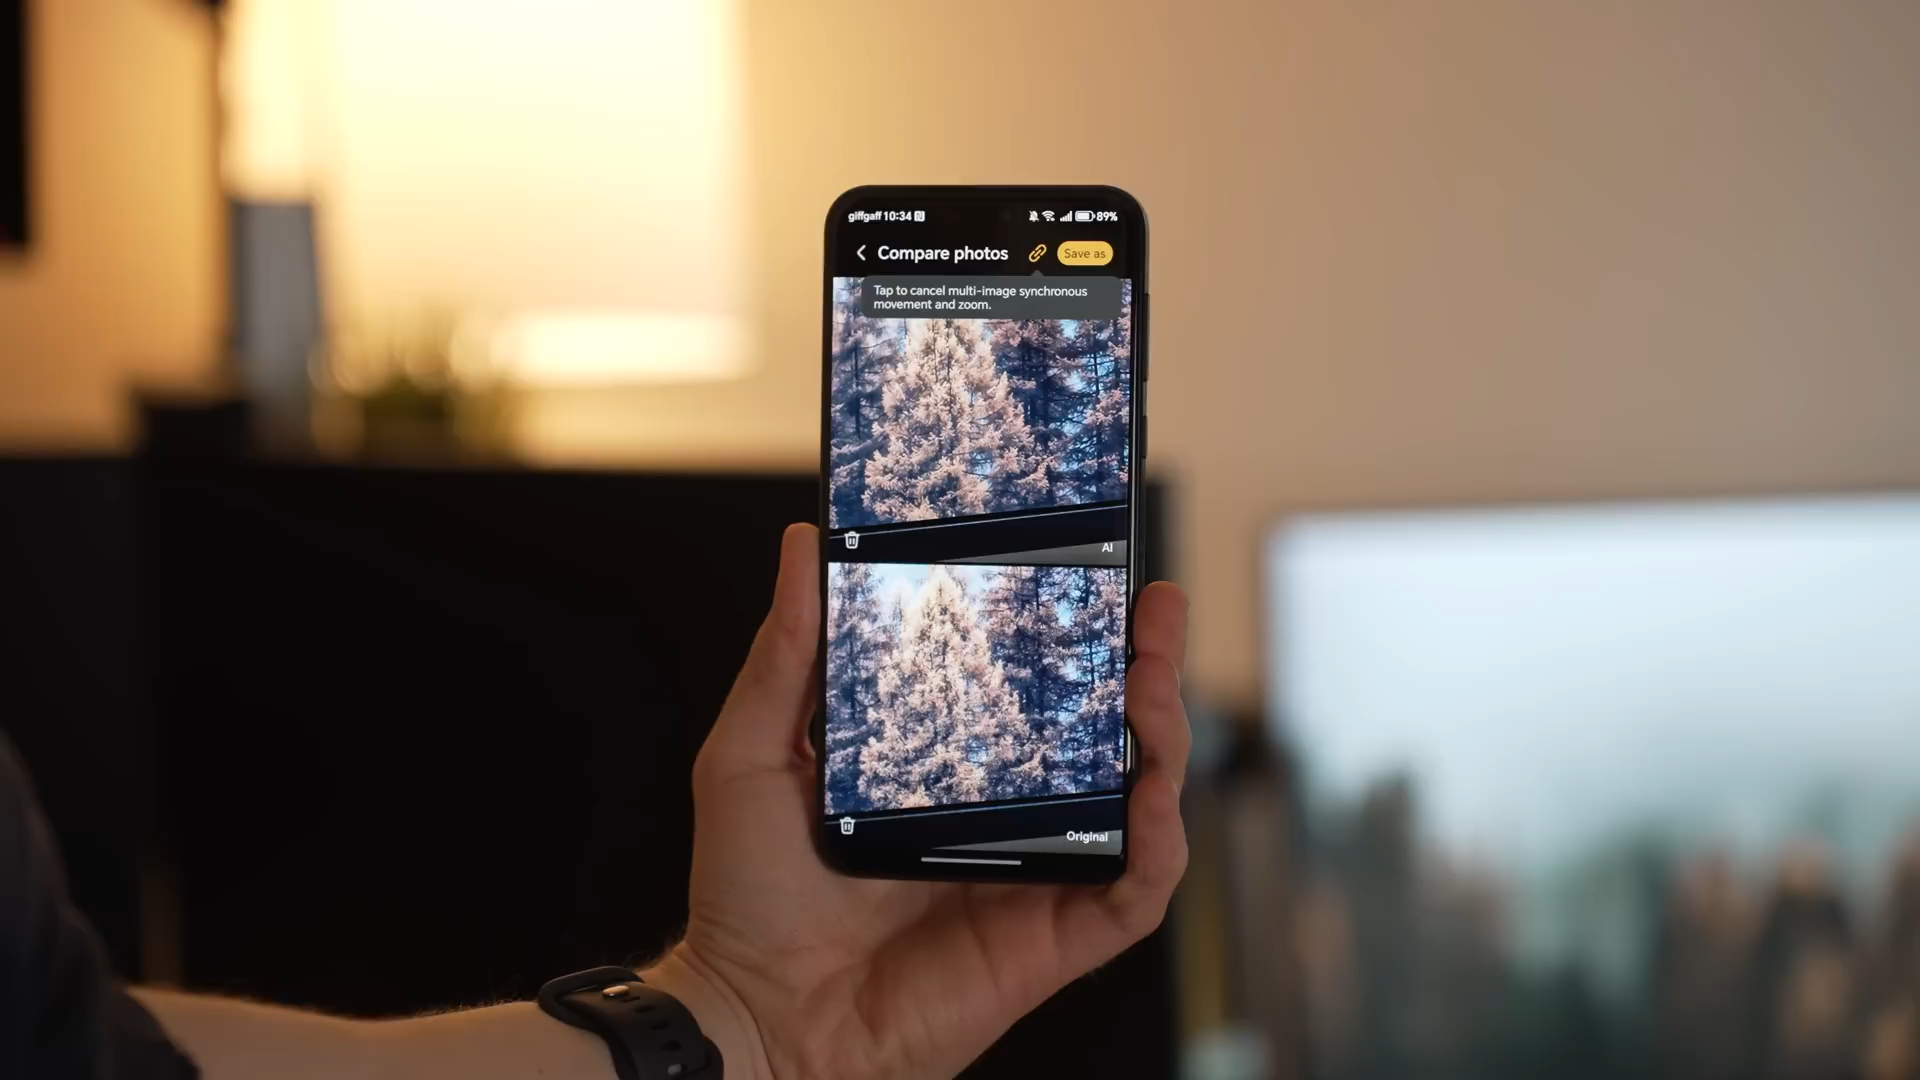 giffgaff 10:34
89%
Compare photos
Save as
Tap to cancel multi-image synchronous
movement and zoom.
AI
Original